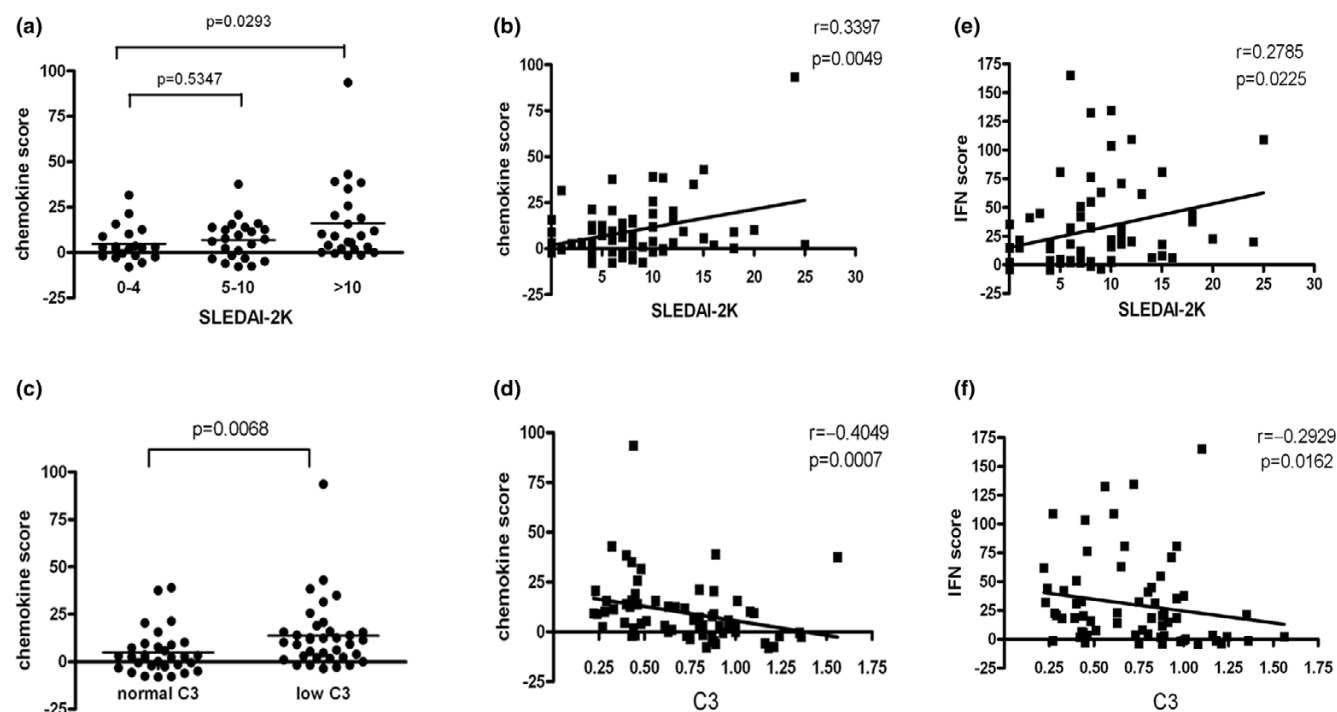 (a)
p=0.0293
p=0.5347
100
75
50
25
0
-25
chemokine score
0-4 5-10 >10
SLEDAI-2K
(b)
r=0.3397
p=0.0049
100
75
50
25
0
-25
chemokine score
5 10 15 20 25 30
SLEDAI-2K
(e)
r=0.2785
p=0.0225
175
150
125
100
75
50
25
0
-25
IFN score
5 10 15 20 25 30
SLEDAI-2K
(c)
p=0.0068
100
75
50
25
0
-25
chemokine score
normal C3 low C3
(d)
r=–0.4049
p=0.0007
100
75
50
25
0
-25
chemokine score
0.25 0.50 0.75 1.00 1.25 1.50 1.75
C3
(f)
r=–0.2929
p=0.0162
175
150
125
100
75
50
25
0
-25
IFN score
0.25 0.50 0.75 1.00 1.25 1.50 1.75
C3